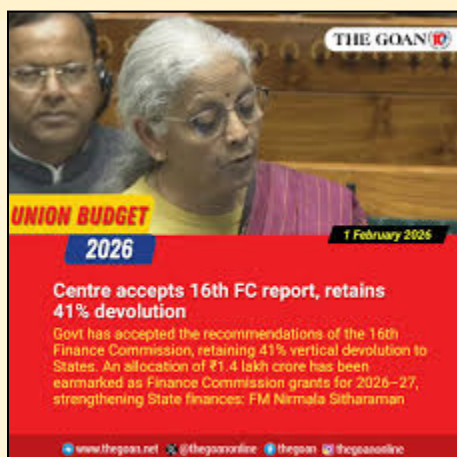 THE GOAN
UNION BUDGET
2026
1 February 2026
Centre accepts 16th FC report, retains
41% devolution
Govt has accepted the recommendations of the 16th
Finance Commission, retaining 41% vertical devolution to
States. An allocation of ₹1.4 lakh crore has been
earmarked as Finance Commission grants for 2026–27,
strengthening State finances: FM Nirmala Sitharaman
www.thegoan.net @thegoanonline thegoan thegoanonline